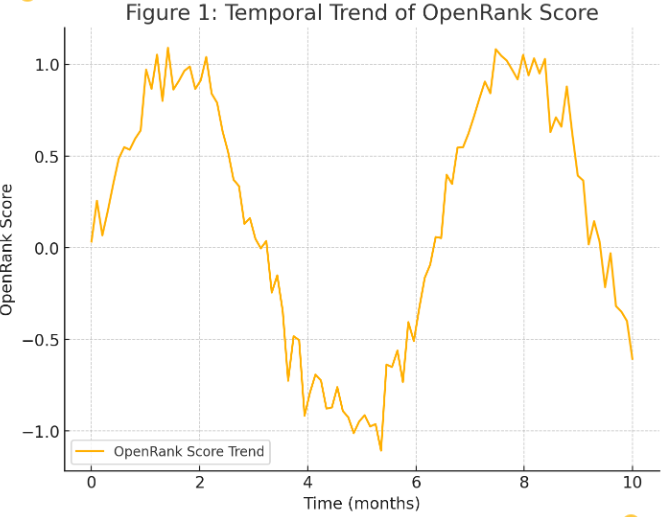 Figure 1: Temporal Trend of OpenRank Score
OpenRank Score
1.0
0.5
0.0
−0.5
−1.0
OpenRank Score Trend
0 2 4 6 8 10
Time (months)